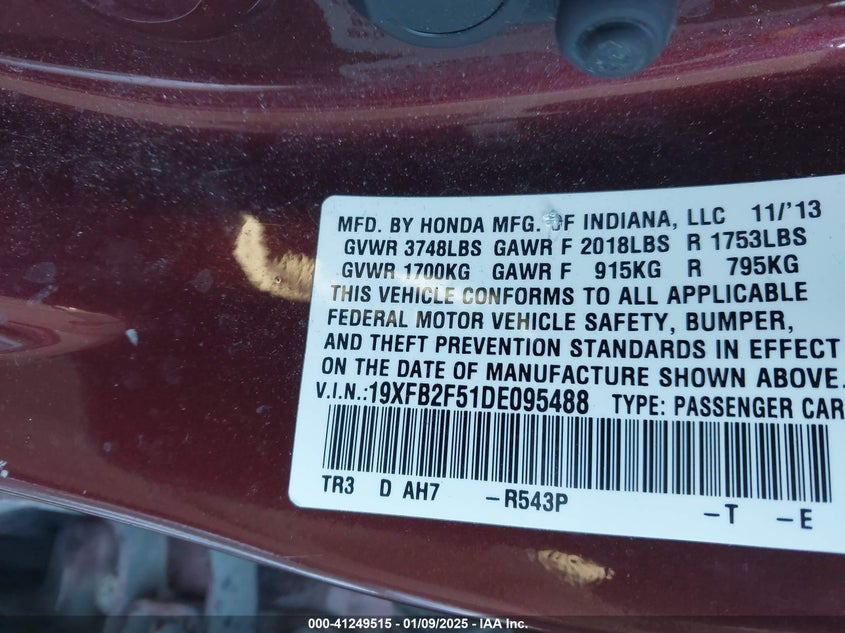 MFD. BY HONDA MFG. OF INDIANA, LLC 11/'13
GVWR 3748LBS GAWR F 2018LBS R 1753LBS
GVWR 1700KG GAWR F 915KG R 795KG
THIS VEHICLE CONFORMS TO ALL APPLICABLE
FEDERAL MOTOR VEHICLE SAFETY, BUMPER,
AND THEFT PREVENTION STANDARDS IN EFFECT
ON THE DATE OF MANUFACTURE SHOWN ABOVE.
V.I.N.:19XFB2F51DE095488 TYPE: PASSENGER CAR
TR3 D AH7 -R543P -T -E
000-41249515 - 01/09/2025 - IAA Inc.